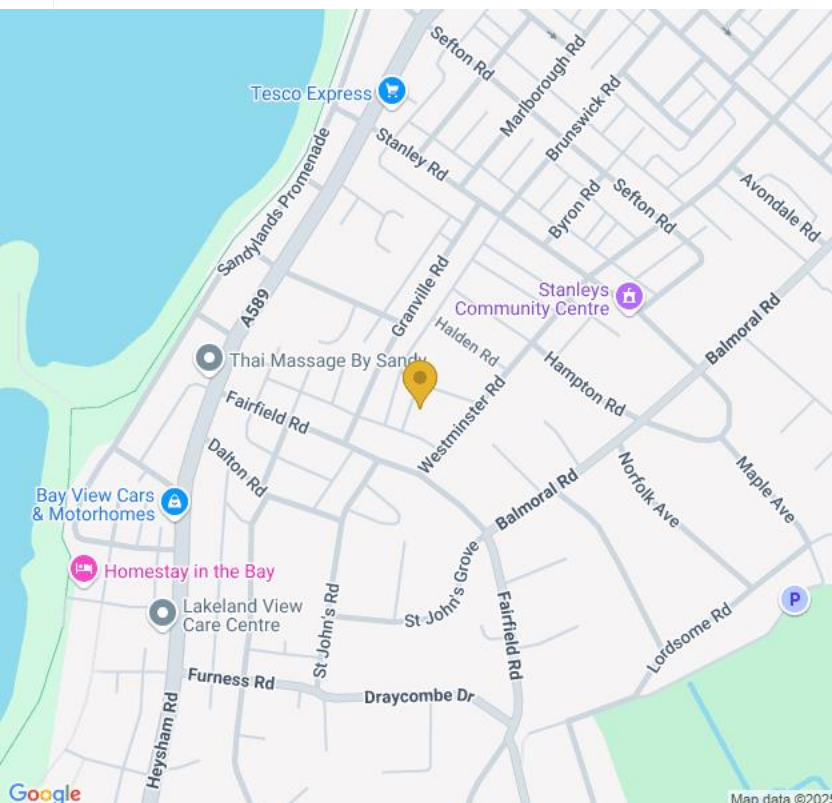 Sefton Rd
Marlborough Rd
Tesco Express
Brunswick Rd
Stanley Rd
Sandylands Promenade
Byron Rd
Sefton Rd
Avondale Rd
A589
Granville Rd
Stanleys
Community Centre
Halden Rd
Balmoral Rd
Thai Massage By Sandy
Hampton Rd
Fairfield Rd
Westminster Rd
Dalton Rd
Norfolk Ave
Maple Ave
Bay View Cars
& Motorhomes
Balmoral Rd
Homestay in the Bay
St John's Grove
Fairfield Rd
P
Lakeland View
Care Centre
St John's Rd
Lordsome Rd
Furness Rd
Draycombe Dr
Heysham Rd
Google
Map data ©2025